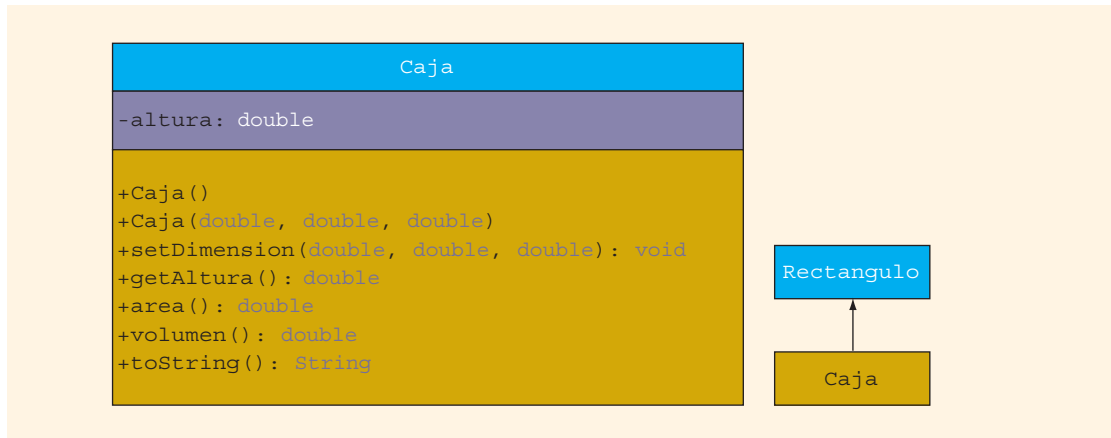 Caja
-altura: double
+Caja()
+Caja(double, double, double)
+setDimension(double, double, double): void
+getAltura(): double
+area(): double
+volumen(): double
+toString(): String
Rectangulo
Caja